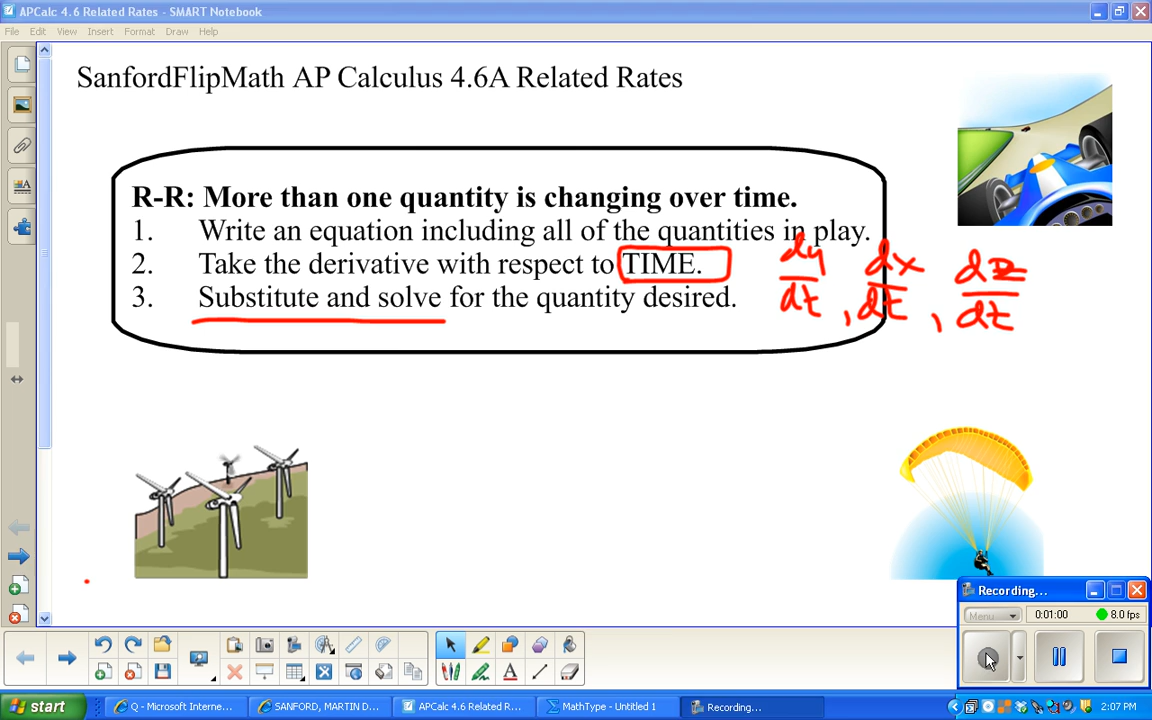 APCalc 4.6 Related Rates - SMART Notebook
File Edit View Insert Format Draw Help
SanfordFlipMath AP Calculus 4.6A Related Rates
R-R: More than one quantity is changing over time.
1. Write an equation including all of the quantities in play.
2. Take the derivative with respect to TIME.
3. Substitute and solve for the quantity desired.
dy/dt, dx/dt, dz/dt
Recording...
Menu 0:01:00 8.0 fps
start Q - Microsoft Interne... SANFORD, MARTIN D... APCalc 4.6 Related R... MathType - Untitled 1 Recording... 2:07 PM